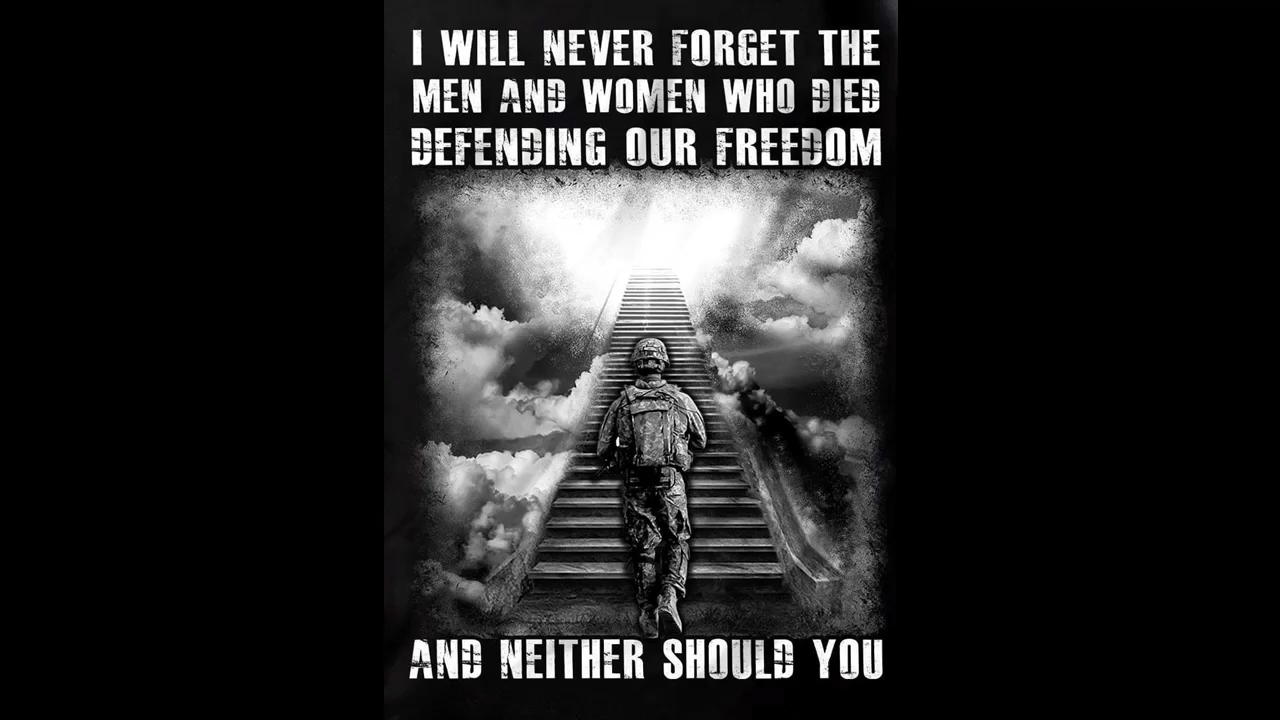 I WILL NEVER FORGET THE
MEN AND WOMEN WHO DIED
DEFENDING OUR FREEDOM
AND NEITHER SHOULD YOU